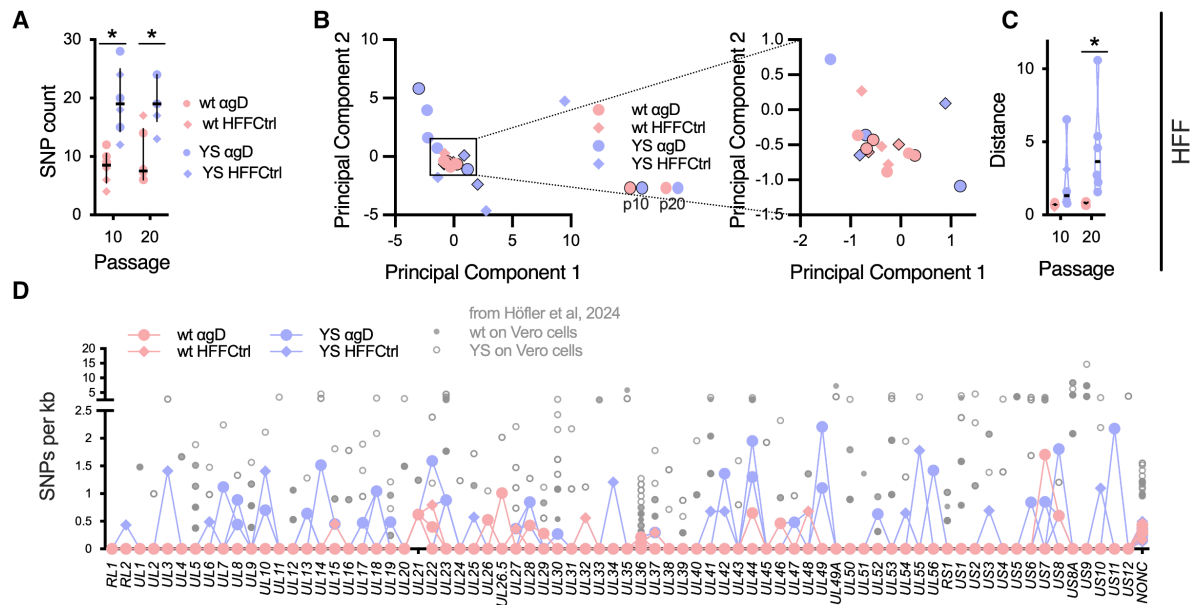 A
SNP count
30
20
10
0
*
*
10
20
Passage
wt αgD
wt HFFCtrl
YS αgD
YS HFFCtrl
B
Principal Component 2
10
5
0
-5
-5
0
5
10
Principal Component 1
wt αgD
wt HFFCtrl
YS αgD
YS HFFCtrl
p10
p20
Principal Component 2
1.0
0.5
0.0
-0.5
-1.0
-1.5
-2
-1
0
1
Principal Component 1
C
Distance
10
5
0
*
10
20
Passage
HFF
D
wt αgD
wt HFFCtrl
YS αgD
YS HFFCtrl
from Höfler et al, 2024
wt on Vero cells
YS on Vero cells
SNPs per kb
20
15
10
5
2.5
2
1.5
1
0.5
0
RL1
RL2
UL1
UL2
UL3
UL4
UL5
UL6
UL7
UL8
UL9
UL10
UL11
UL12
UL13
UL14
UL15
UL16
UL17
UL18
UL19
UL20
UL21
UL22
UL23
UL24
UL25
UL26
UL26.5
UL27
UL28
UL29
UL30
UL31
UL32
UL33
UL34
UL35
UL36
UL37
UL38
UL39
UL40
UL41
UL42
UL43
UL44
UL45
UL46
UL47
UL48
UL49
UL49A
UL50
UL51
UL52
UL53
UL54
UL55
UL56
RS1
US1
US2
US3
US4
US5
US6
US7
US8
US8A
US9
US10
US11
US12
NONC